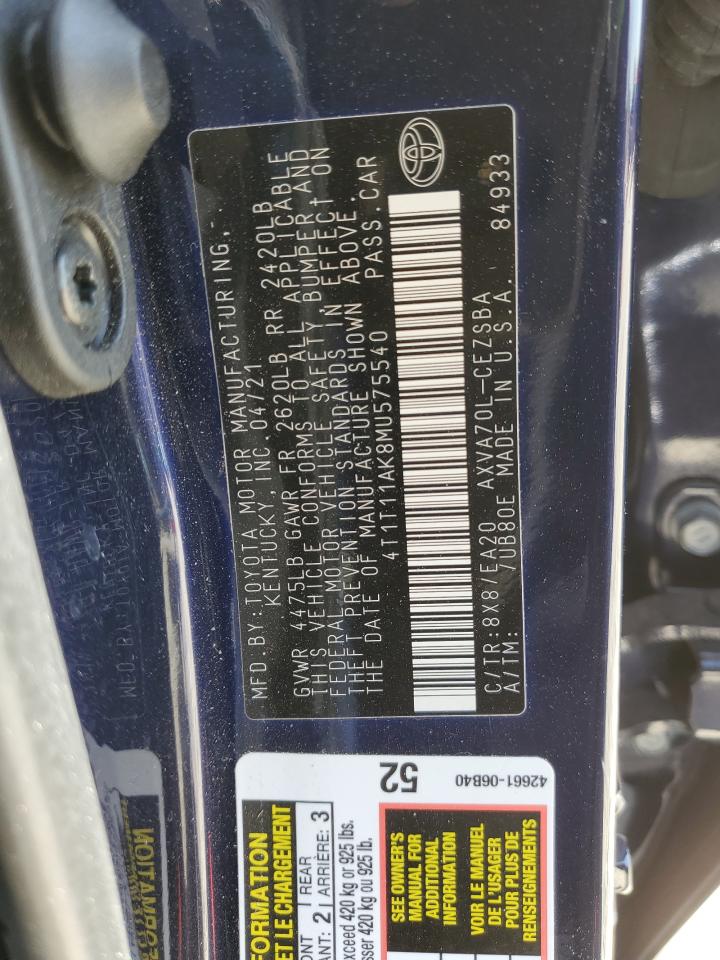 MFD.BY:TOYOTA MOTOR MANUFACTURING,-
KENTUCKY, INC. 04/21
GVWR 4475LB GAWR FR 2620LB RR 2420LB
THIS VEHICLE CONFORMS TO ALL APPLICABLE
FEDERAL MOTOR VEHICLE SAFETY, BUMPER, AND
THEFT PREVENTION STANDARDS IN EFFECT ON
THE DATE OF MANUFACTURE SHOWN ABOVE.
4T1T11AK8MU575540 PASS.CAR
C/TR:8X8/EA20 AXVA70L-CEZSBA
A/TM: /UB80E MADE IN U.S.A. 84933
52
42661-06B40
ET LE CHARGEMENT
2 REAR
ARRIÈRE: 3
exceed 420 kg or 925 lbs.
420 kg ou 925 lb.
SEE OWNER'S
MANUAL FOR
ADDITIONAL
INFORMATION
VOIR LE MANUEL
DE L'USAGER
POUR PLUS DE
RENSEIGNEMENTS